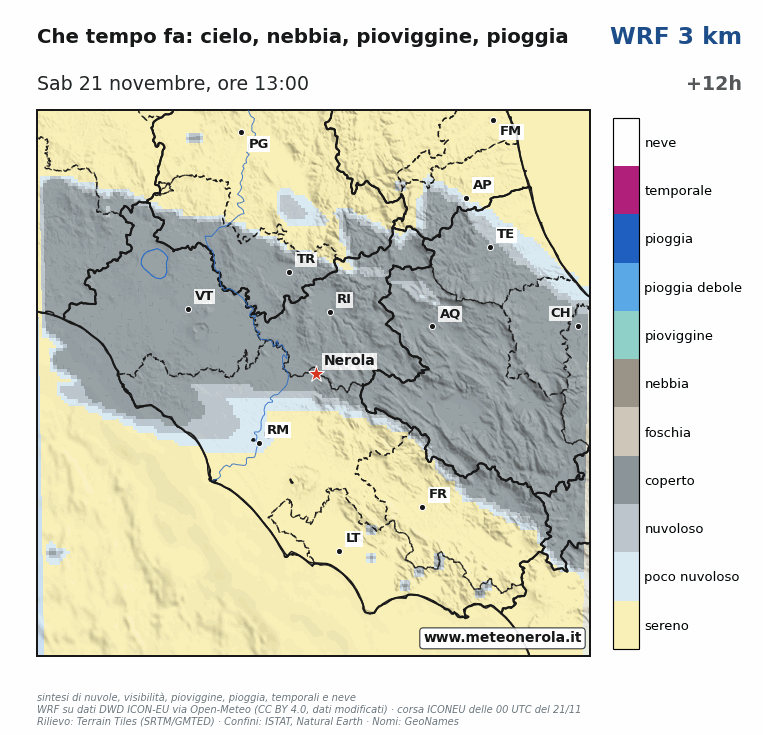 Che tempo fa: cielo, nebbia, pioviggine, pioggia
WRF 3 km
Sab 21 novembre, ore 13:00
+12h
FM
PG
AP
TE
TR
VT
RI
AQ
CH
Nerola
RM
FR
LT
www.meteonerola.it
neve
temporale
pioggia
pioggia debole
pioviggine
nebbia
foschia
coperto
nuvoloso
poco nuvoloso
sereno
sintesi di nuvole, visibilità, pioviggine, pioggia, temporali e neve
WRF su dati DWD ICON-EU via Open-Meteo (CC BY 4.0, dati modificati) · corsa ICONEU delle 00 UTC del 21/11
Rilievo: Terrain Tiles (SRTM/GMTED) · Confini: ISTAT, Natural Earth · Nomi: GeoNames